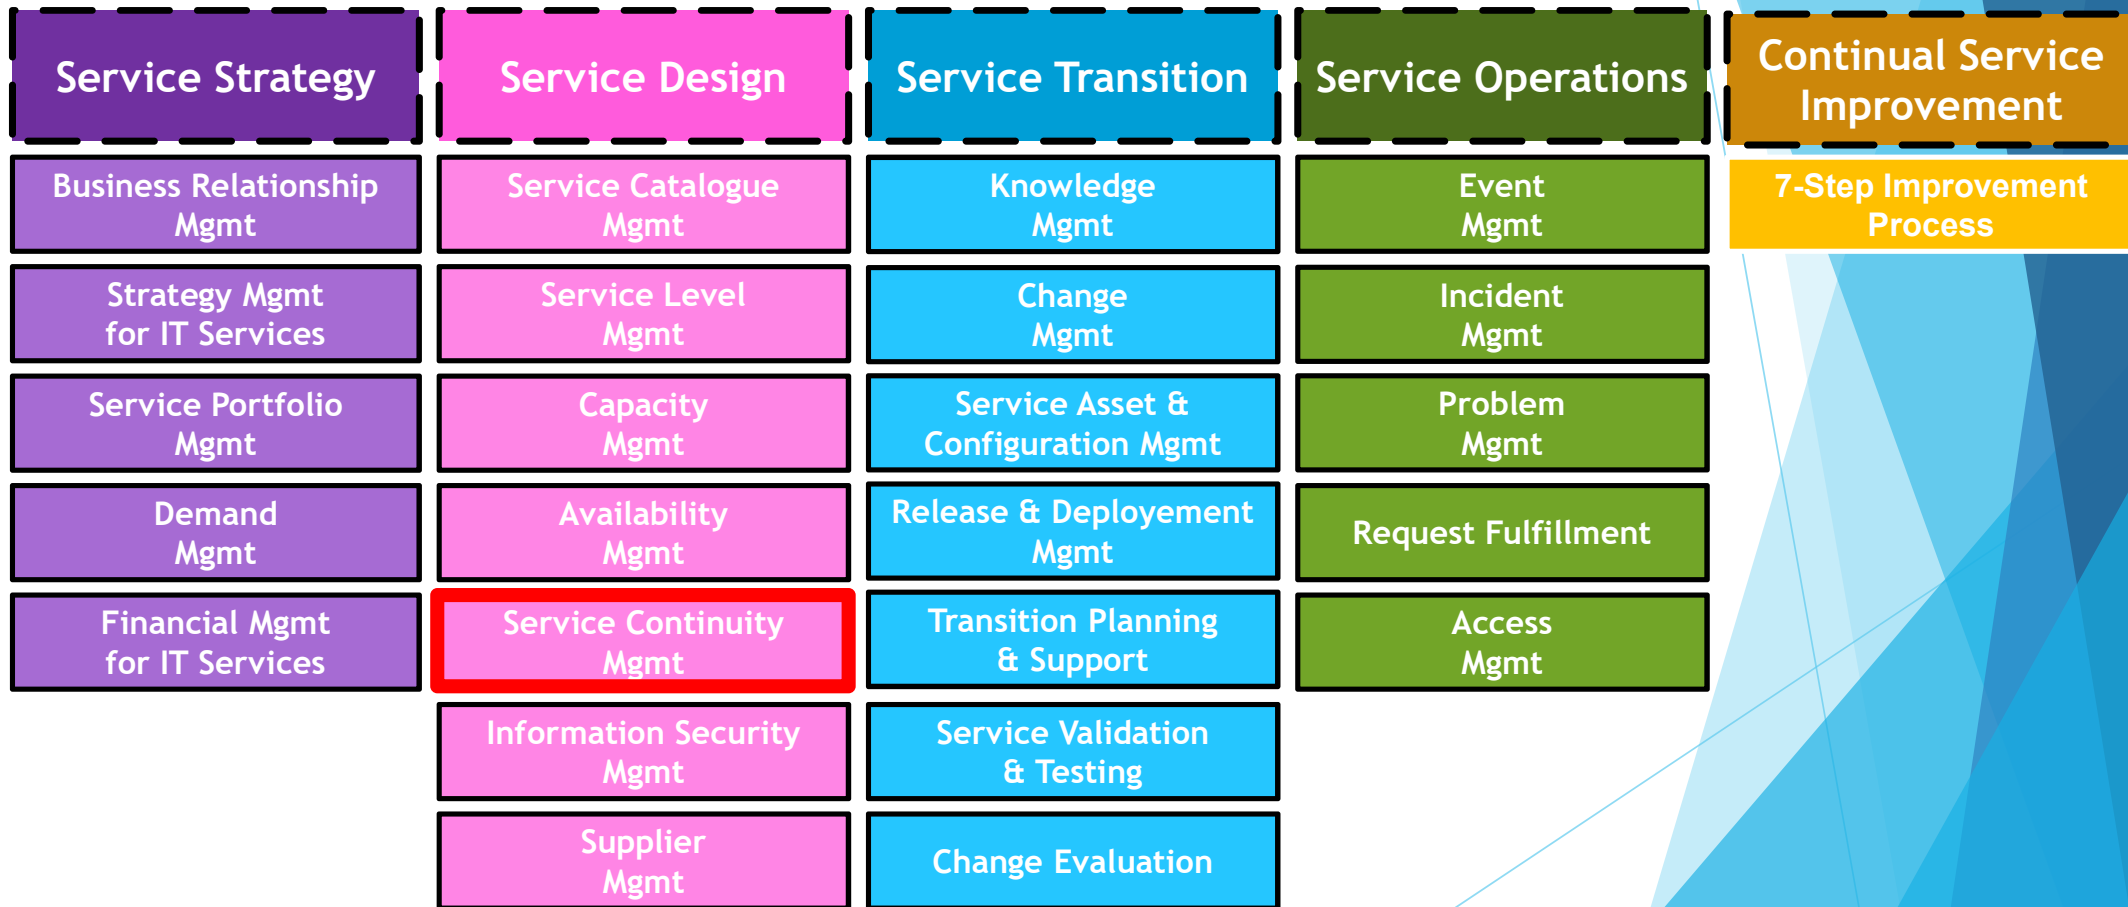 Service Strategy
Business Relationship
Mgmt
Strategy Mgmt
for IT Services
Service Portfolio
Mgmt
Demand
Mgmt
Financial Mgmt
for IT Services
Service Design
Service Catalogue
Mgmt
Service Level
Mgmt
Capacity
Mgmt
Availability
Mgmt
Service Continuity
Mgmt
Information Security
Mgmt
Supplier
Mgmt
Service Transition
Knowledge
Mgmt
Change
Mgmt
Service Asset &
Configuration Mgmt
Release & Deployement
Mgmt
Transition Planning
& Support
Service Validation
& Testing
Change Evaluation
Service Operations
Event
Mgmt
Incident
Mgmt
Problem
Mgmt
Request Fulfillment
Access
Mgmt
Continual Service
Improvement
7-Step Improvement
Process